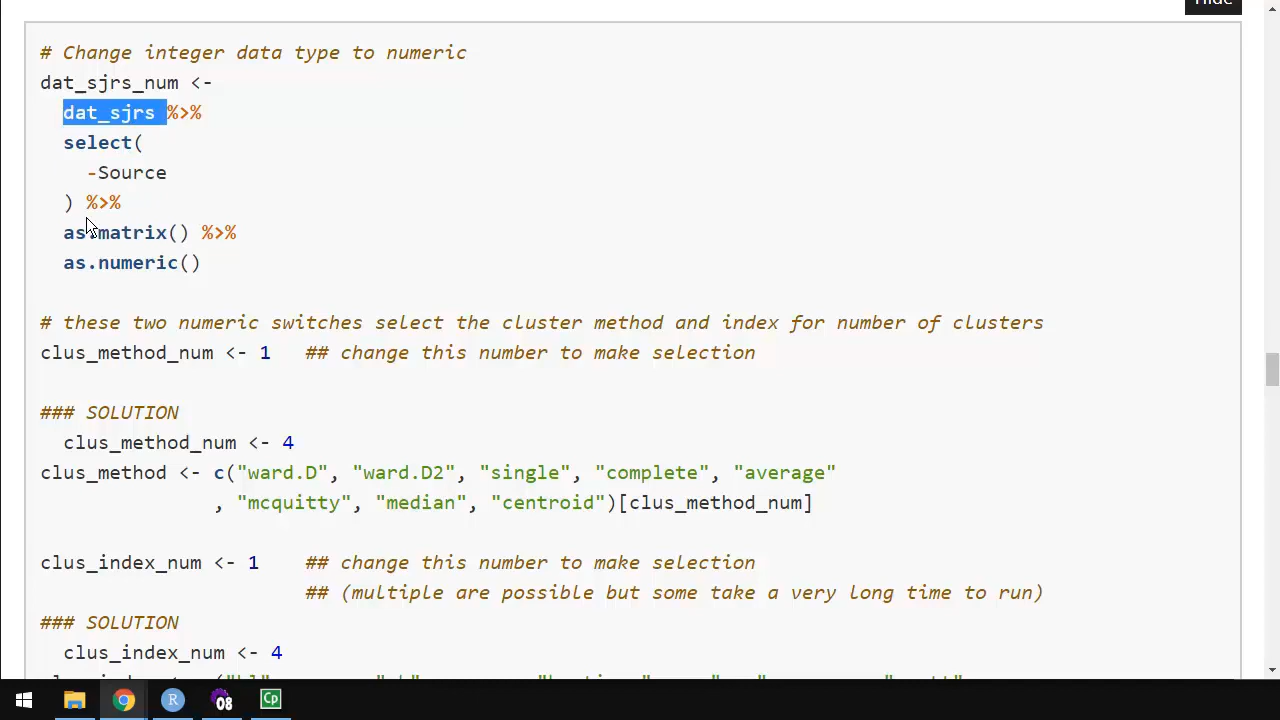 Hide
# Change integer data type to numeric
dat_sjrs_num <-
  dat_sjrs %>%
  select(
    -Source
  ) %>%
  as.matrix() %>%
  as.numeric()
# these two numeric switches select the cluster method and index for number of clusters
clus_method_num <- 1   ## change this number to make selection
### SOLUTION
  clus_method_num <- 4
clus_method <- c("ward.D", "ward.D2", "single", "complete", "average"
               , "mcquitty", "median", "centroid")[clus_method_num]
clus_index_num <- 1    ## change this number to make selection
                       ## (multiple are possible but some take a very long time to run)
### SOLUTION
  clus_index_num <- 4
R
08
Cp